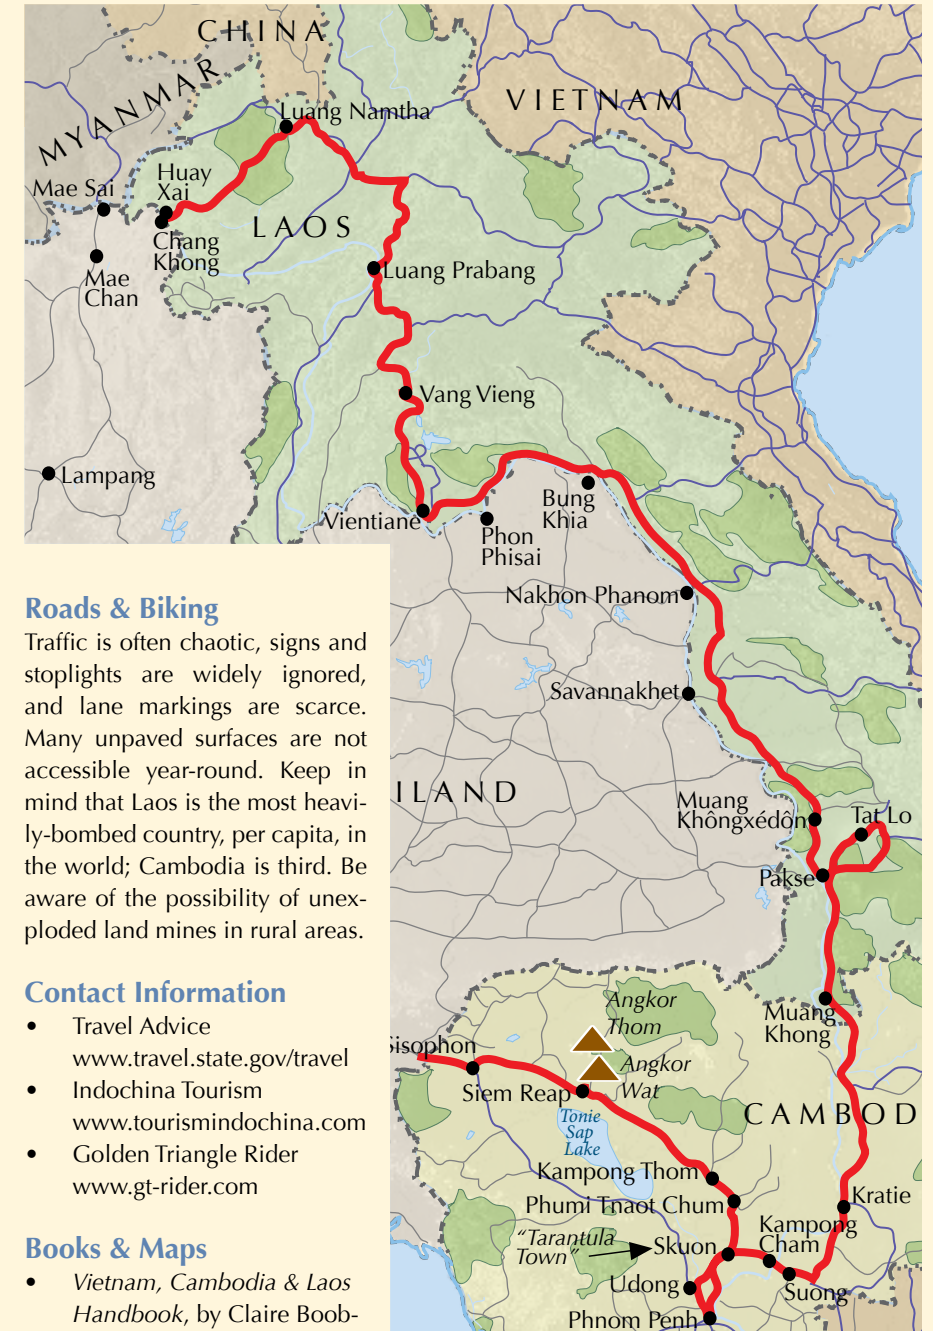 CHINA
MYANMAR
VIETNAM
Luang Namtha
Huay
Xai
Mae Sai
LAOS
Chang
Khong
Mae
Chan
Luang Prabang
Vang Vieng
Lampang
Vientiane
Bung
Khia
Phon
Phisai
Nakhon Phanom
Savannakhet
ILAND
Muang
Khôngxédôn
Tat Lo
Pakse
Muang
Khong
Angkor
Thom
Sisophon
Angkor
Wat
Siem Reap
CAMBOD
Tonie
Sap
Lake
Kampong Thom
Phumi Tnaot Chum
Kratie
Kampong
Cham
"Tarantula
Town"
Skuon
Suong
Udong
Phnom Penh
Roads & Biking
Traffic is often chaotic, signs and
stoplights are widely ignored,
and lane markings are scarce.
Many unpaved surfaces are not
accessible year-round. Keep in
mind that Laos is the most heavi-
ly-bombed country, per capita, in
the world; Cambodia is third. Be
aware of the possibility of unex-
ploded land mines in rural areas.
Contact Information
• Travel Advice
www.travel.state.gov/travel
• Indochina Tourism
www.tourismindochina.com
• Golden Triangle Rider
www.gt-rider.com
Books & Maps
• Vietnam, Cambodia & Laos
Handbook, by Claire Boob-